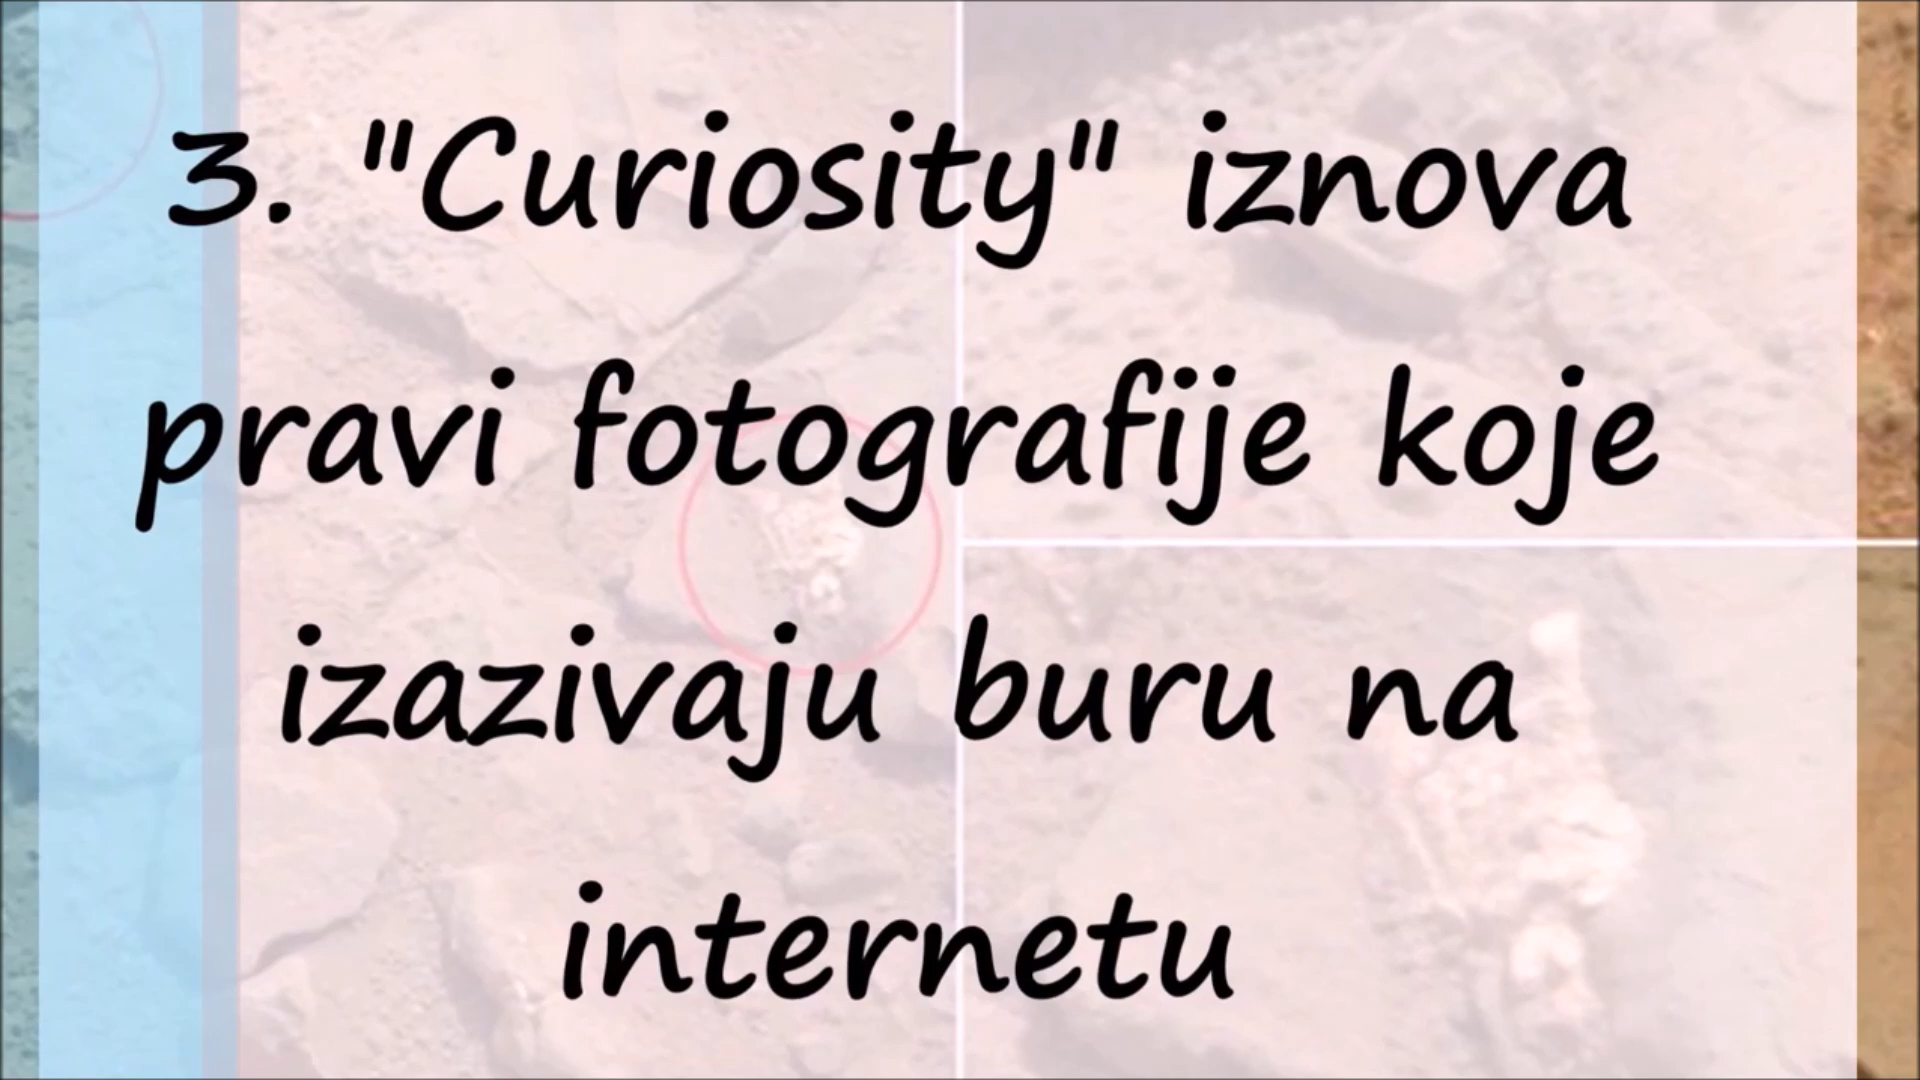 3. "Curiosity" iznova
pravi fotografije koje
izazivaju buru na
internetu